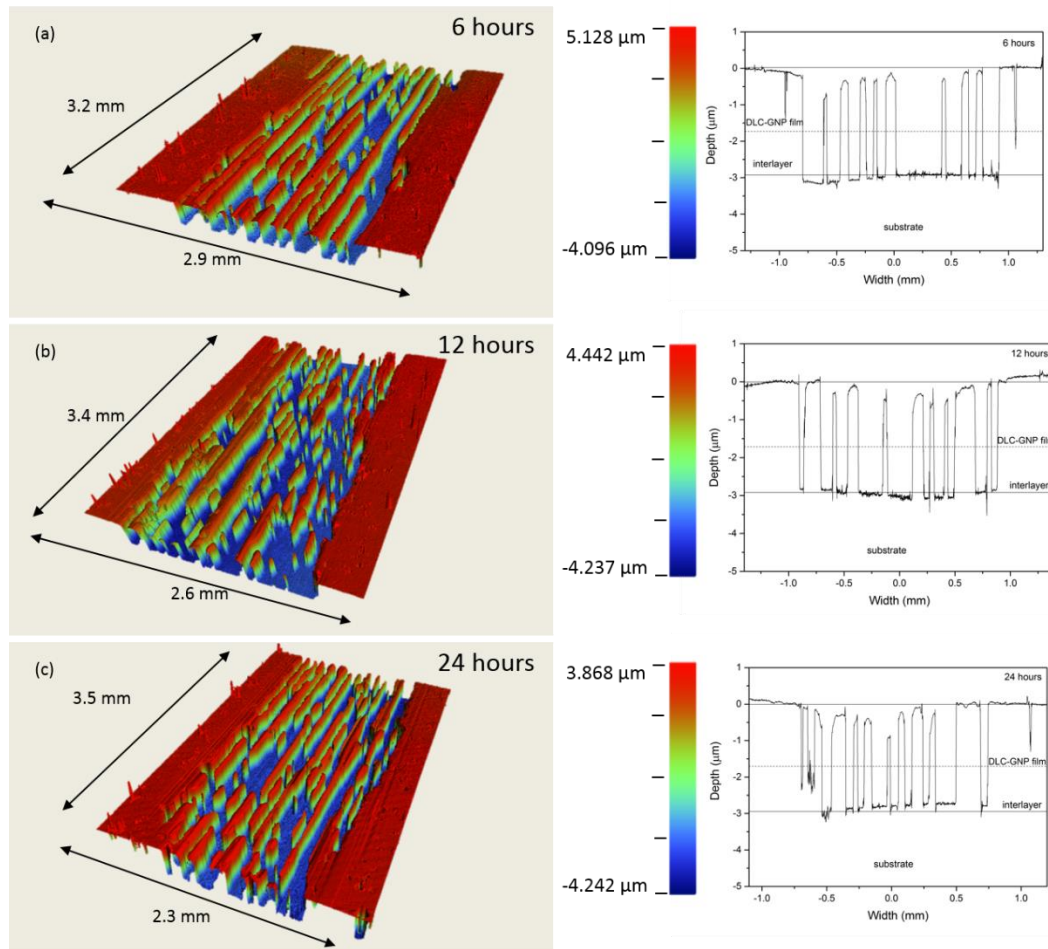 (a)
6 hours
3.2 mm
2.9 mm
5.128 µm
-4.096 µm
6 hours
1
0
-1
-2
-3
-4
-5
Depth (µm)
DLC-GNP film
interlayer
substrate
-1.0 -0.5 0.0 0.5 1.0
Width (mm)
(b)
12 hours
3.4 mm
2.6 mm
4.442 µm
-4.237 µm
12 hours
1
0
-1
-2
-3
-4
-5
Depth (µm)
DLC-GNP film
interlayer
substrate
-1.0 -0.5 0.0 0.5 1.0
Width (mm)
(c)
24 hours
3.5 mm
2.3 mm
3.868 µm
-4.242 µm
24 hours
1
0
-1
-2
-3
-4
-5
Depth (µm)
DLC-GNP film
interlayer
substrate
-1.0 -0.5 0.0 0.5 1.0
Width (mm)